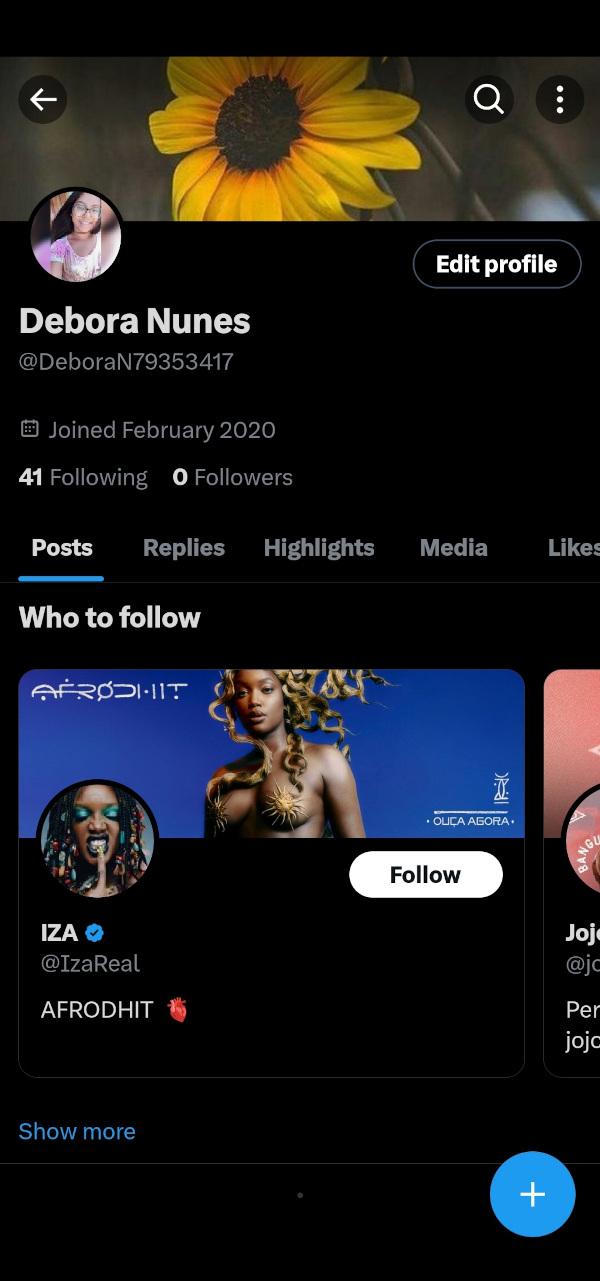 Edit profile
Debora Nunes
@DeboraN79353417
Joined February 2020
41 Following 0 Followers
Posts Replies Highlights Media Likes
Who to follow
AFRODHIT
• OUÇA AGORA •
BANGU
Follow
IZA
@IzaReal
AFRODHIT
Jojo
@jo
Per
jojo
Show more